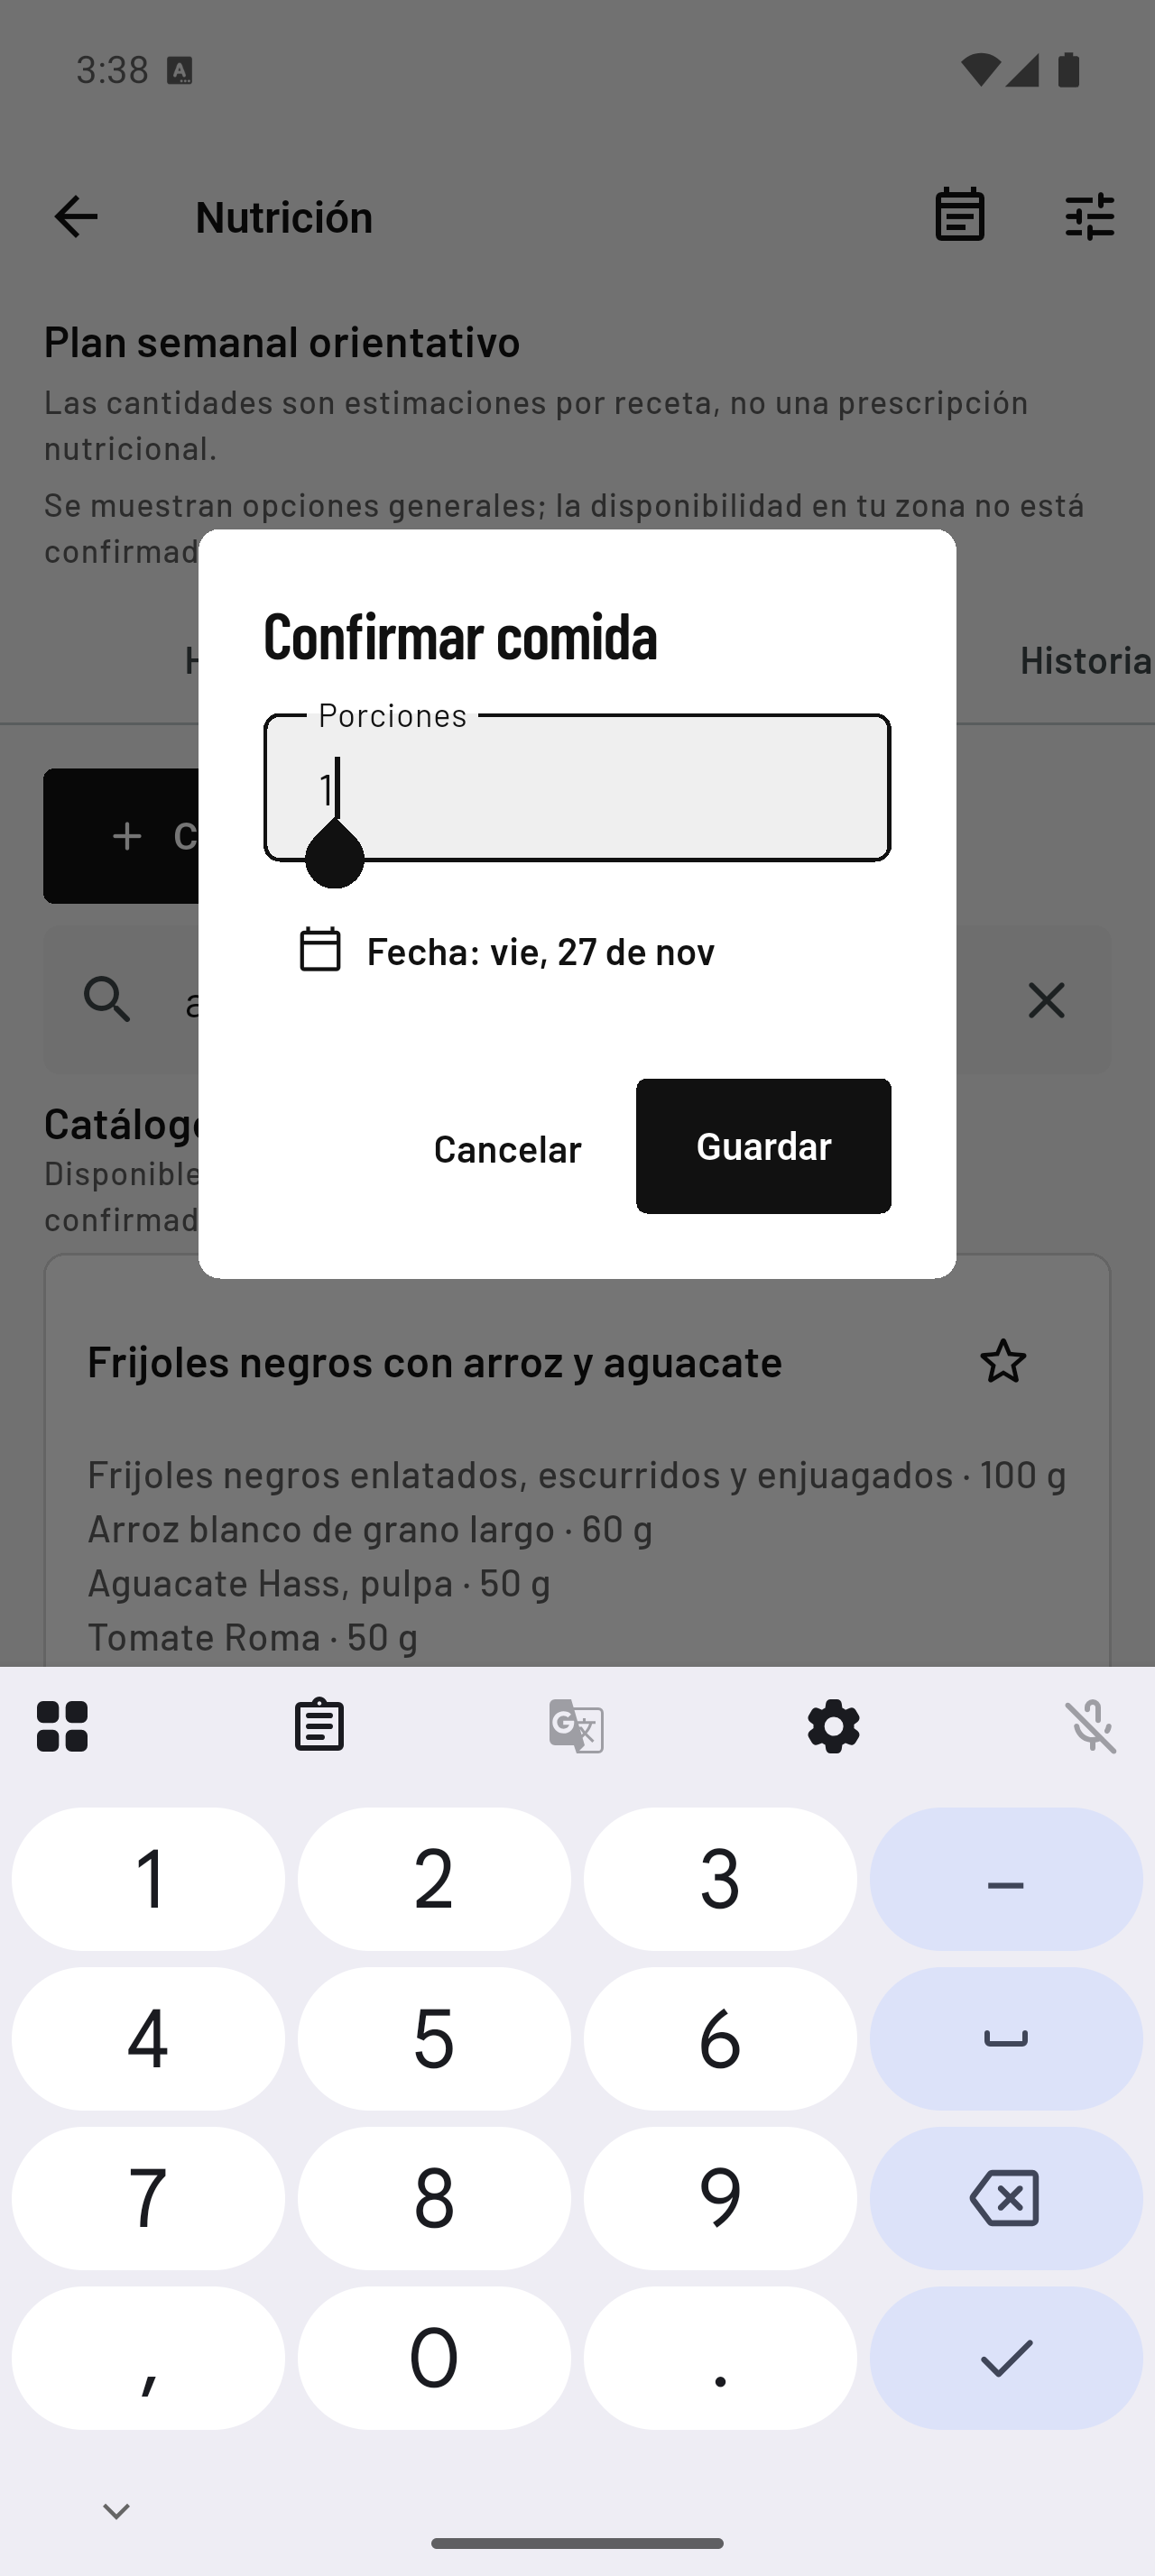 3:38
Nutrición
Plan semanal orientativo
Las cantidades son estimaciones por receta, no una prescripción
nutricional.
Se muestran opciones generales; la disponibilidad en tu zona no está
confirmad
Historia
Confirmar comida
Porciones
1
Fecha: vie, 27 de nov
Cancelar
Guardar
Catálogo
Disponible
confirmad
Frijoles negros con arroz y aguacate
Frijoles negros enlatados, escurridos y enjuagados · 100 g
Arroz blanco de grano largo · 60 g
Aguacate Hass, pulpa · 50 g
Tomate Roma · 50 g
1 2 3 –
4 5 6
7 8 9
, 0 .